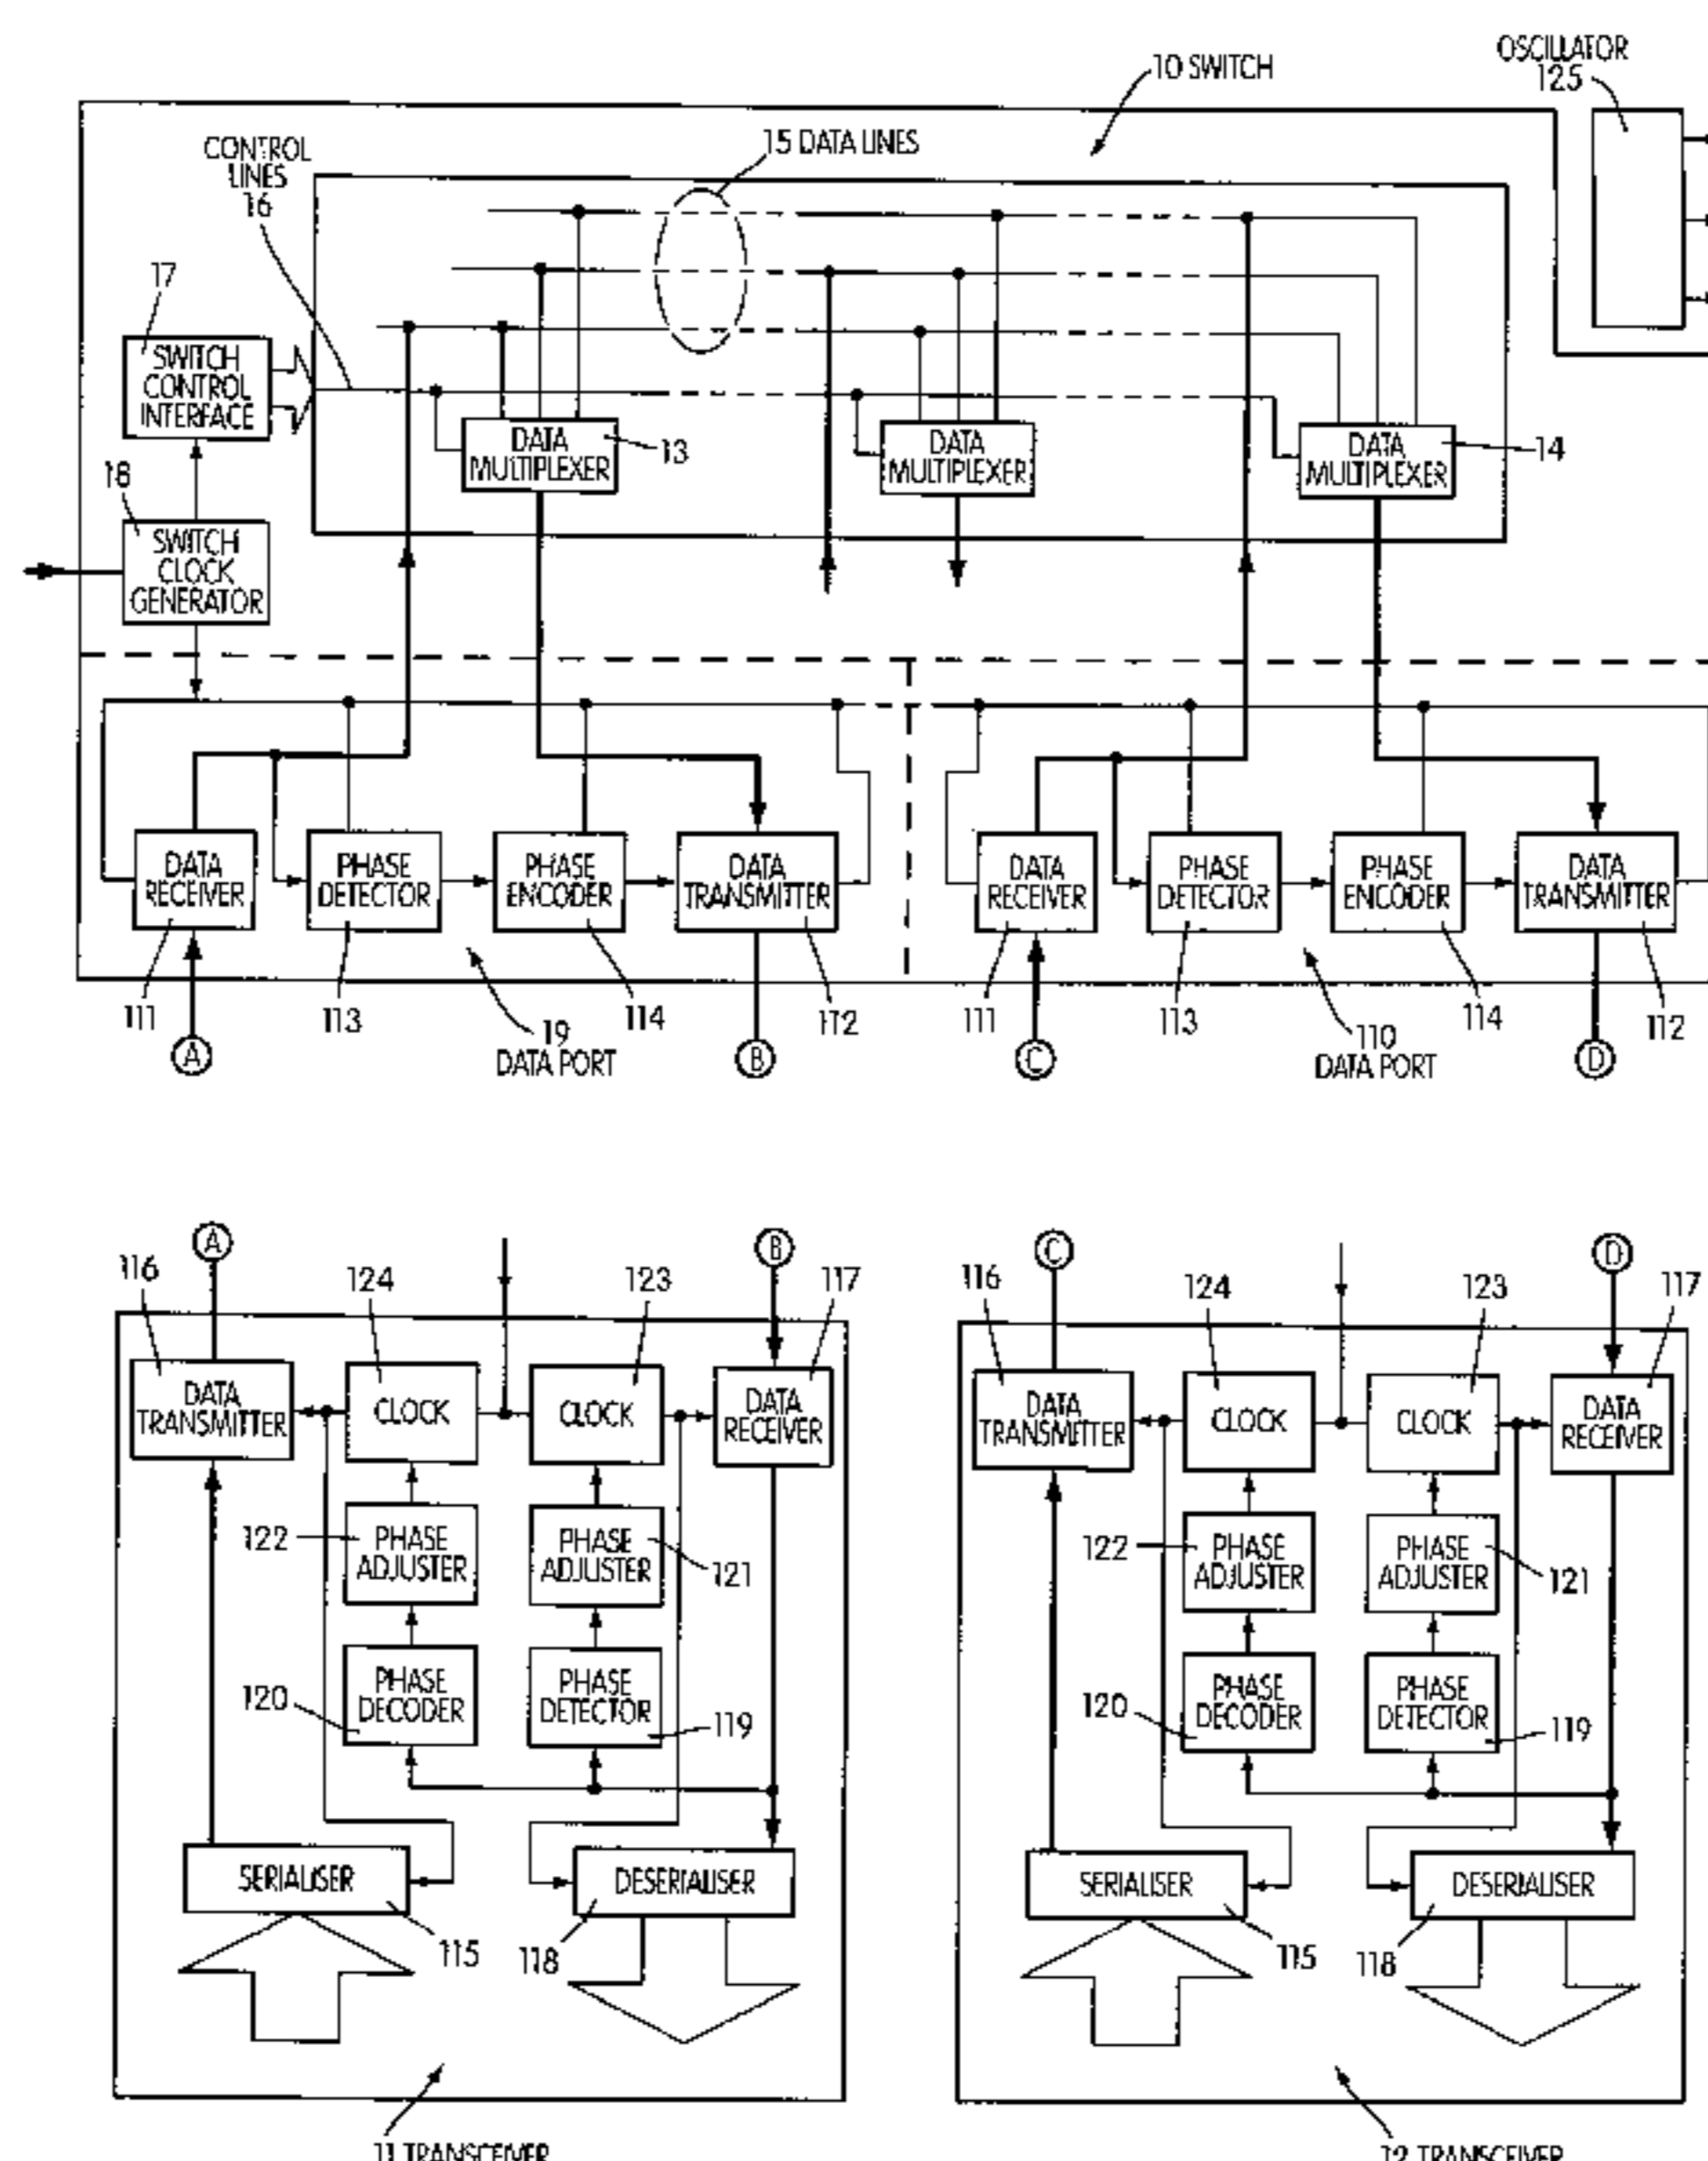 10 SWITCH
OSCILLATOR
125
CONTROL
LINES
16
15 DATA LINES
17
SWITCH
CONTROL
INTERFACE
DATA
MULTIPLEXER
13
DATA
MULTIPLEXER
DATA
MULTIPLEXER
14
18
SWITCH
CLOCK
GENERATOR
DATA
RECEIVER
PHASE
DETECTOR
PHASE
ENCODER
DATA
TRANSMITTER
DATA
RECEIVER
PHASE
DETECTOR
PHASE
ENCODER
DATA
TRANSMITTER
111
113
19
DATA PORT
114
112
111
113
110
DATA PORT
114
112
A
B
C
D
A
B
116
124
123
117
DATA
TRANSMITTER
CLOCK
CLOCK
DATA
RECEIVER
122
PHASE
ADJUSTER
PHASE
ADJUSTER
121
120
PHASE
DECODER
PHASE
DETECTOR
119
SERIALISER
DESERIALISER
115
118
11 TRANSCEIVER
C
D
116
124
123
117
DATA
TRANSMITTER
CLOCK
CLOCK
DATA
RECEIVER
122
PHASE
ADJUSTER
PHASE
ADJUSTER
121
120
PHASE
DECODER
PHASE
DETECTOR
119
SERIALISER
DESERIALISER
115
118
12 TRANSCEIVER